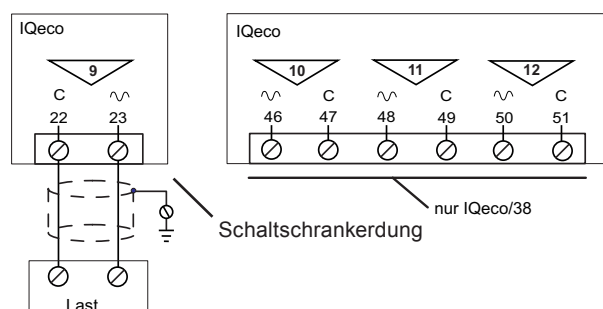 IQeco
9
C
22 23
IQeco
10 11 12
C C C
46 47 48 49 50 51
nur IQeco/38
Schaltschrankerdung
Last